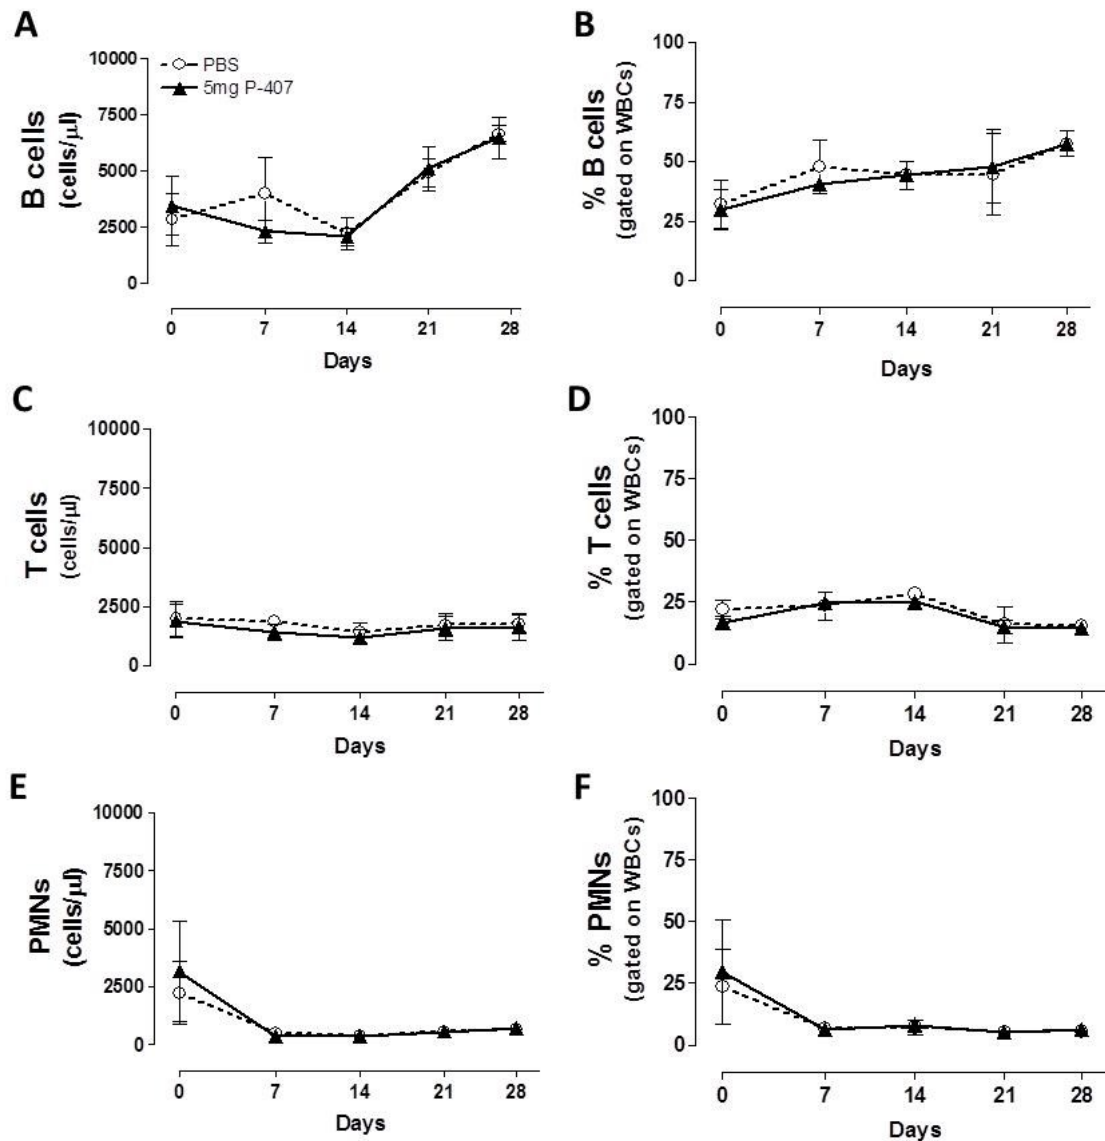 A
B cells
(cells/μl)
10000
7500
5000
2500
0
PBS
5mg P-407
0 7 14 21 28
Days
B
% B cells
(gated on WBCs)
100
75
50
25
0
0 7 14 21 28
Days
C
T cells
(cells/μl)
10000
7500
5000
2500
0
0 7 14 21 28
Days
D
% T cells
(gated on WBCs)
100
75
50
25
0
0 7 14 21 28
Days
E
PMNs
(cells/μl)
10000
7500
5000
2500
0
0 7 14 21 28
Days
F
% PMNs
(gated on WBCs)
100
75
50
25
0
0 7 14 21 28
Days